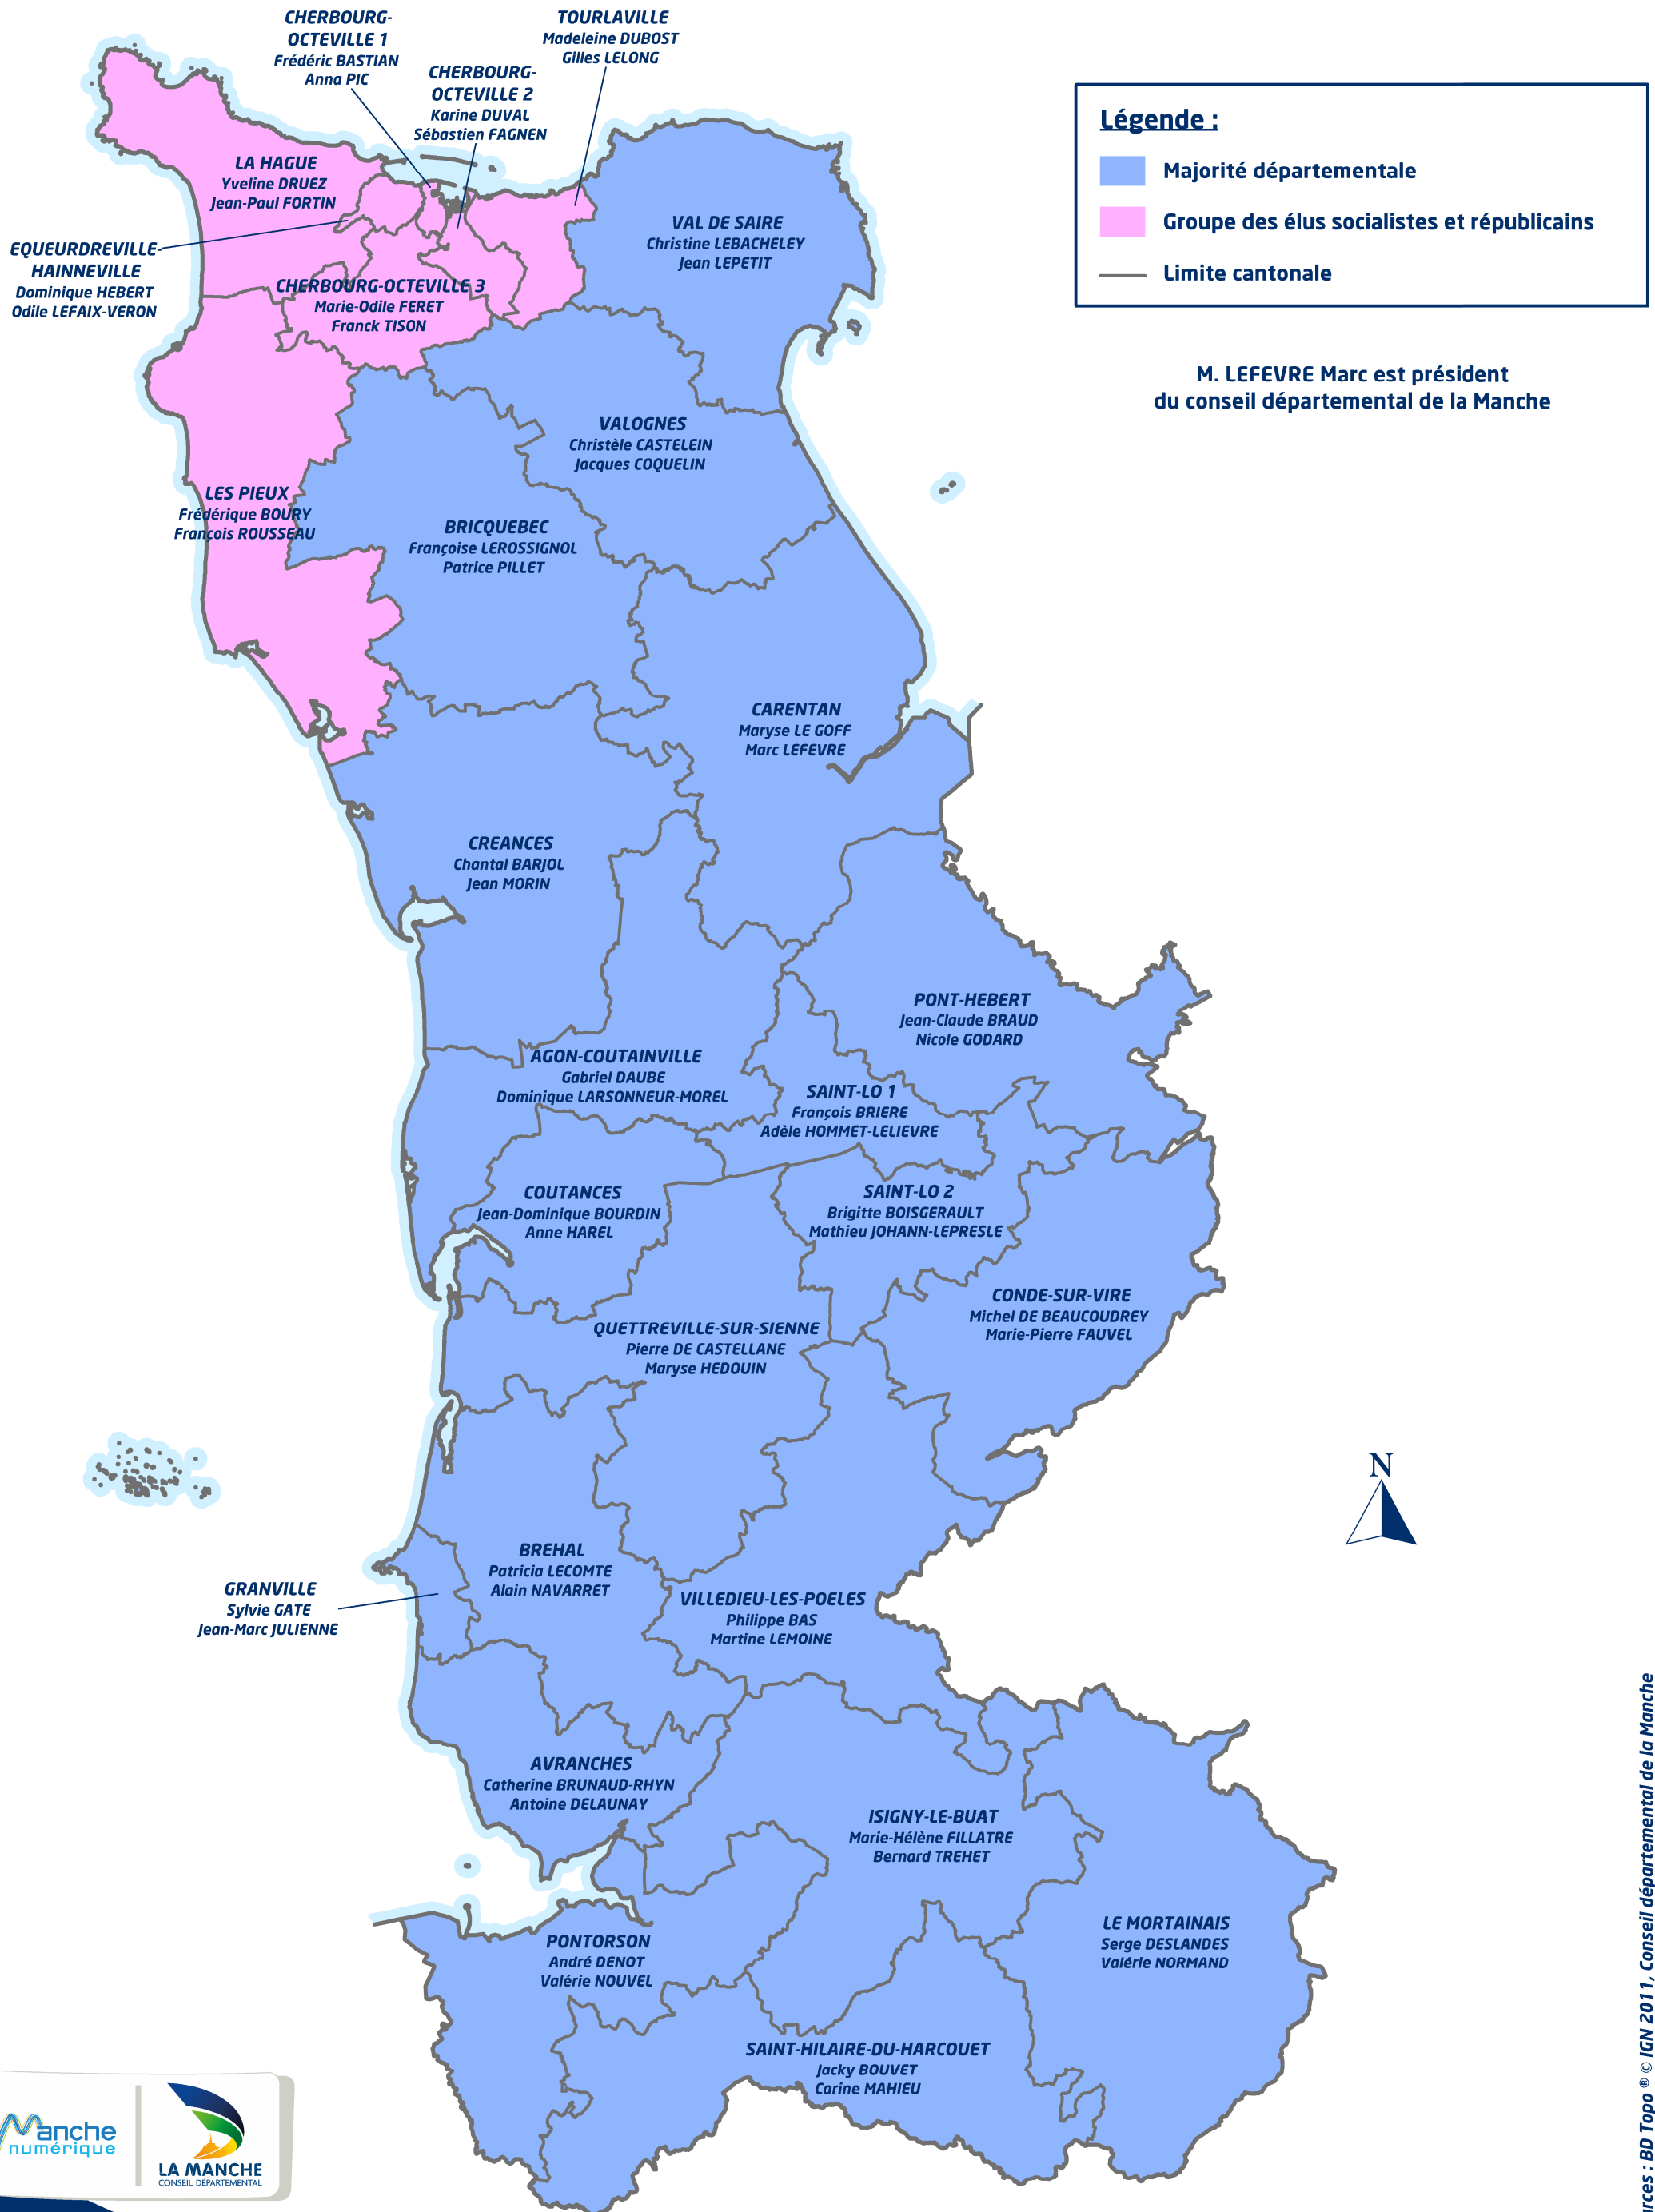 CHERBOURG-
OCTEVILLE 1
Frédéric BASTIAN
Anna PIC
CHERBOURG-
OCTEVILLE 2
Karine DUVAL
Sébastien FAGNEN
TOURLAVILLE
Madeleine DUBOST
Gilles LELONG
LA HAGUE
Yveline DRUEZ
Jean-Paul FORTIN
EQUEURDREVILLE-
HAINNEVILLE
Dominique HEBERT
Odile LEFAIX-VERON
CHERBOURG-OCTEVILLE 3
Marie-Odile FERET
Franck TISON
VAL DE SAIRE
Christine LEBACHELEY
Jean LEPETIT
Légende :
Majorité départementale
Groupe des élus socialistes et républicains
Limite cantonale
M. LEFEVRE Marc est président
du conseil départemental de la Manche
VALOGNES
Christèle CASTELEIN
Jacques COQUELIN
LES PIEUX
Frédérique BOURY
François ROUSSEAU
BRICQUEBEC
Françoise LEROSSIGNOL
Patrice PILLET
CARENTAN
Maryse LE GOFF
Marc LEFEVRE
CREANCES
Chantal BARJOL
Jean MORIN
PONT-HEBERT
Jean-Claude BRAUD
Nicole GODARD
AGON-COUTAINVILLE
Gabriel DAUBE
Dominique LARSONNEUR-MOREL
SAINT-LO 1
François BRIERE
Adèle HOMMET-LELIEVRE
COUTANCES
Jean-Dominique BOURDIN
Anne HAREL
SAINT-LO 2
Brigitte BOISGERAULT
Mathieu JOHANN-LEPRESLE
CONDE-SUR-VIRE
Michel DE BEAUCOUDREY
Marie-Pierre FAUVEL
QUETTREVILLE-SUR-SIENNE
Pierre DE CASTELLANE
Maryse HEDOUIN
N
BREHAL
Patricia LECOMTE
Alain NAVARRET
GRANVILLE
Sylvie GATE
Jean-Marc JULIENNE
VILLEDIEU-LES-POELES
Philippe BAS
Martine LEMOINE
AVRANCHES
Catherine BRUNAUD-RHYN
Antoine DELAUNAY
ISIGNY-LE-BUAT
Marie-Hélène FILLATRE
Bernard TREHET
LE MORTAINAIS
Serge DESLANDES
Valérie NORMAND
PONTORSON
André DENOT
Valérie NOUVEL
SAINT-HILAIRE-DU-HARCOUET
Jacky BOUVET
Carine MAHIEU
Manche
numérique
LA MANCHE
CONSEIL DÉPARTEMENTAL
rces : BD Topo ® © IGN 2011, Conseil départemental de la Manche